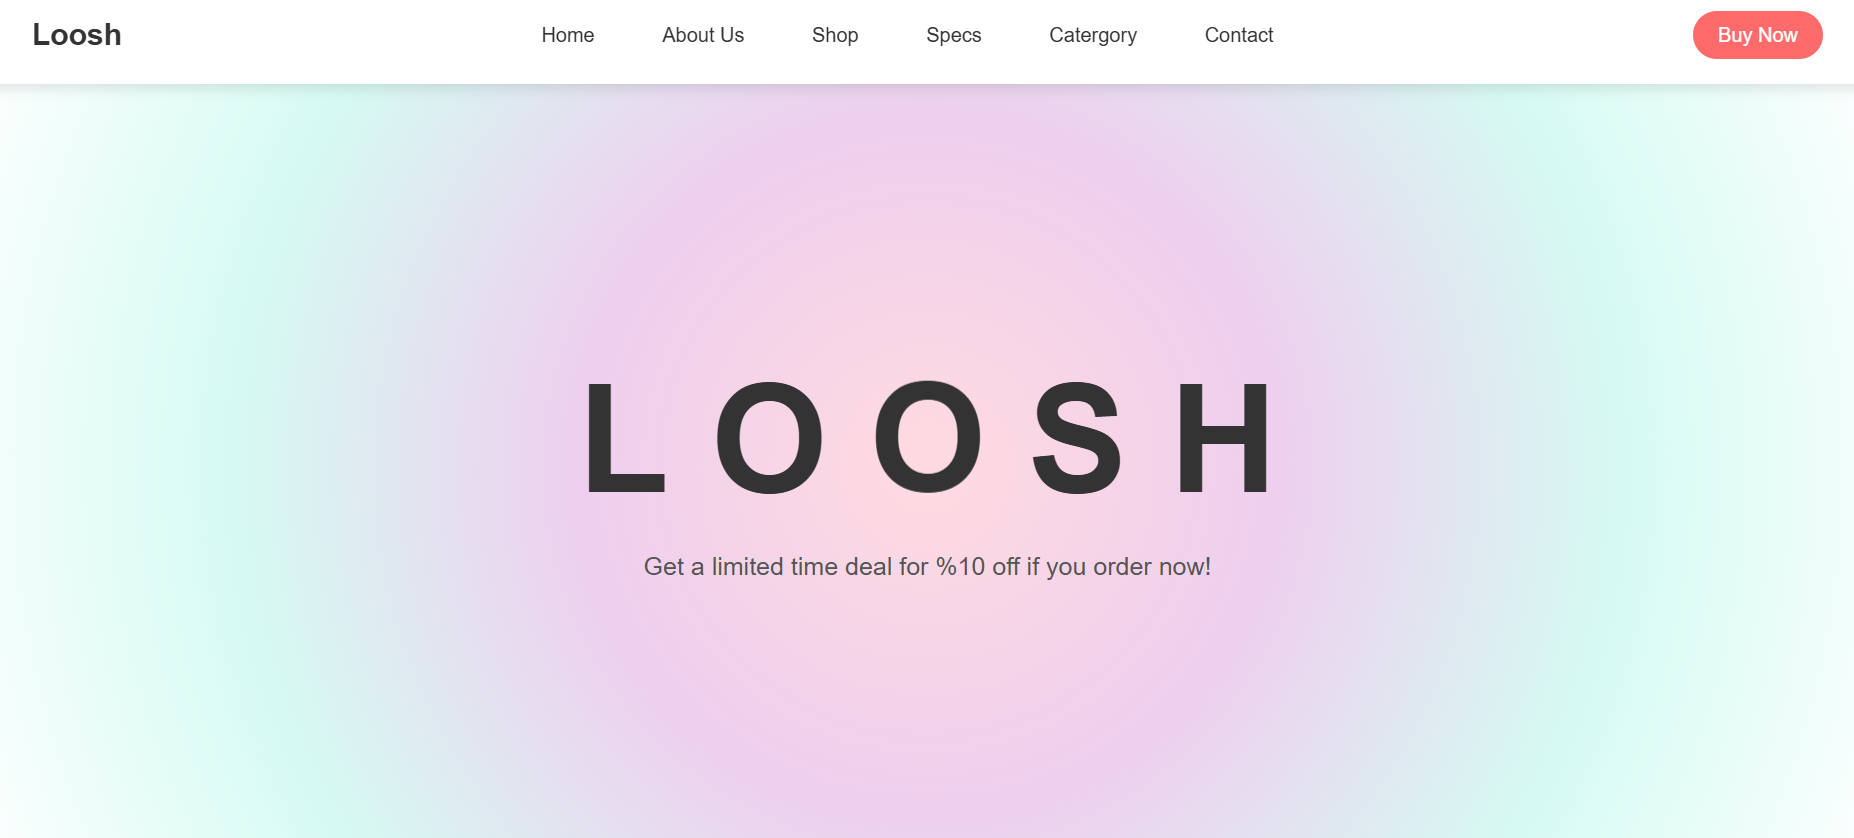 Loosh Home About Us Shop Specs Catergory Contact Buy Now
L O O S H
Get a limited time deal for %10 off if you order now!